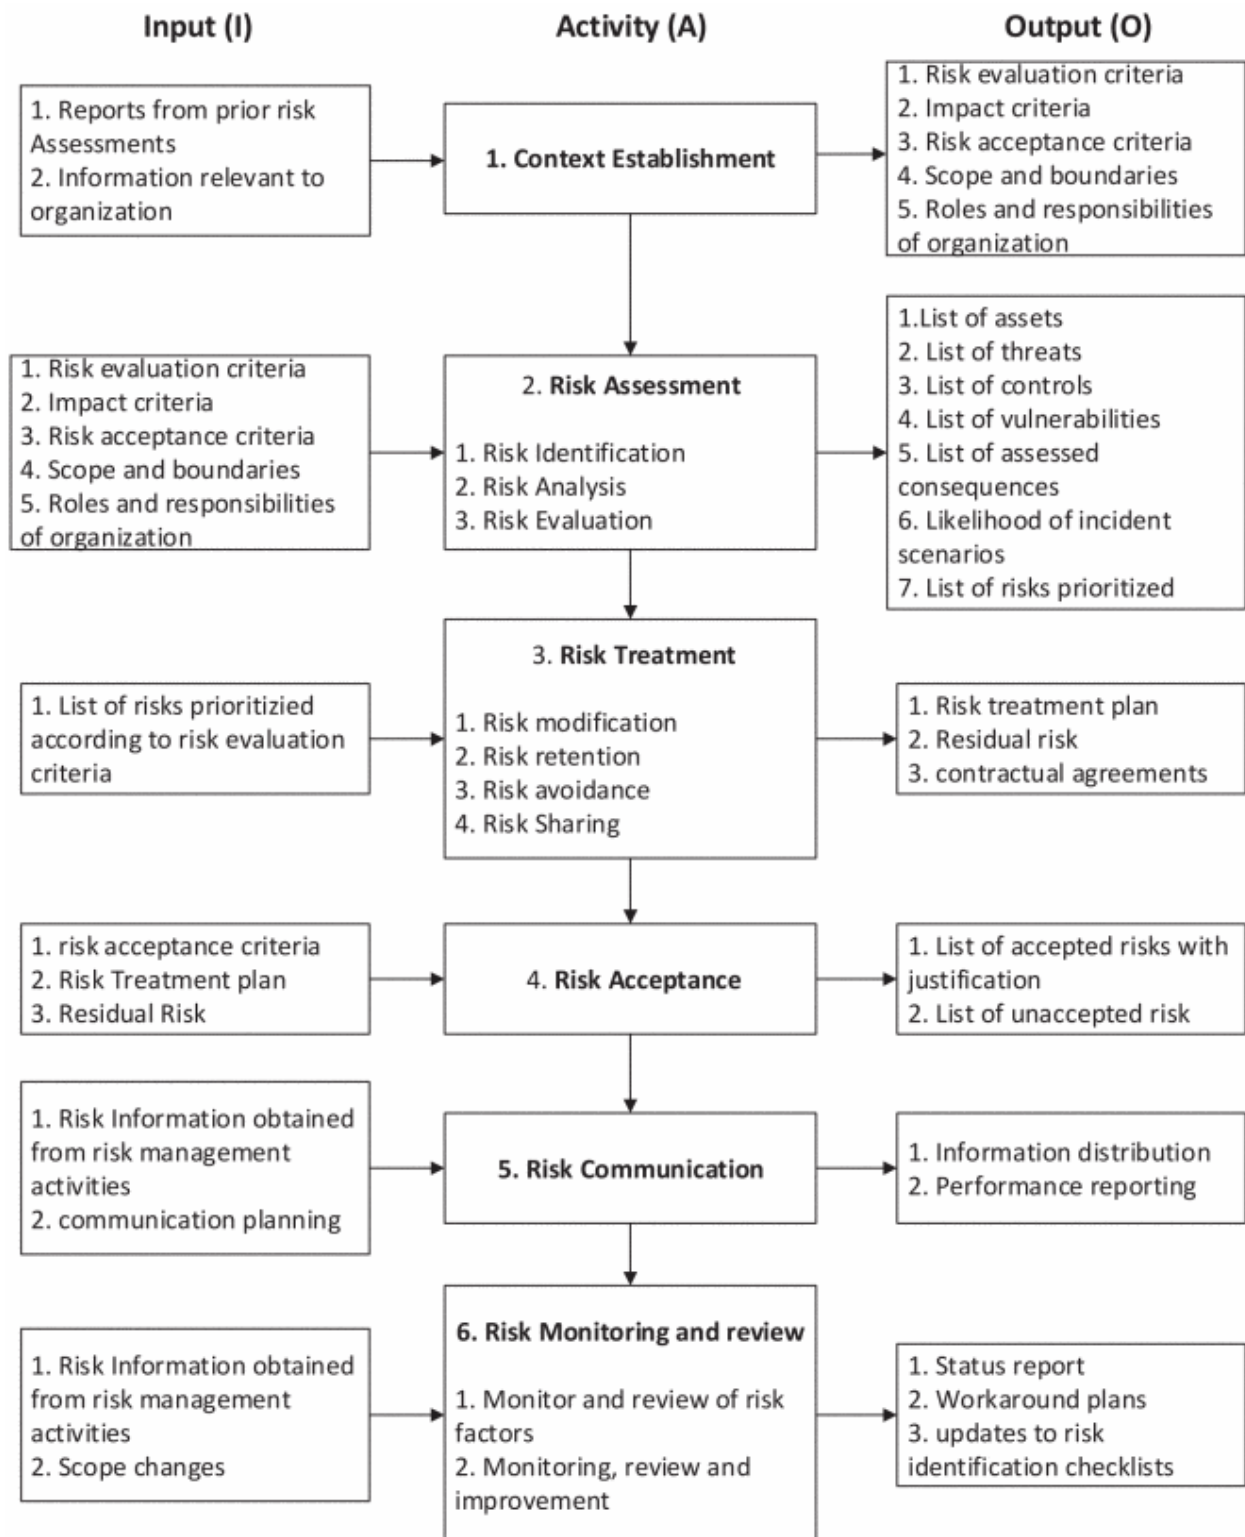 Input (I)
Activity (A)
Output (O)
1. Reports from prior risk
Assessments
2. Information relevant to
organization
1. Context Establishment
1. Risk evaluation criteria
2. Impact criteria
3. Risk acceptance criteria
4. Scope and boundaries
5. Roles and responsibilities
of organization
1. Risk evaluation criteria
2. Impact criteria
3. Risk acceptance criteria
4. Scope and boundaries
5. Roles and responsibilities
of organization
2. Risk Assessment
1. Risk Identification
2. Risk Analysis
3. Risk Evaluation
1.List of assets
2. List of threats
3. List of controls
4. List of vulnerabilities
5. List of assessed
consequences
6. Likelihood of incident
scenarios
7. List of risks prioritized
1. List of risks prioritizied
according to risk evaluation
criteria
3. Risk Treatment
1. Risk modification
2. Risk retention
3. Risk avoidance
4. Risk Sharing
1. Risk treatment plan
2. Residual risk
3. contractual agreements
1. risk acceptance criteria
2. Risk Treatment plan
3. Residual Risk
4. Risk Acceptance
1. List of accepted risks with
justification
2. List of unaccepted risk
1. Risk Information obtained
from risk management
activities
2. communication planning
5. Risk Communication
1. Information distribution
2. Performance reporting
1. Risk Information obtained
from risk management
activities
2. Scope changes
6. Risk Monitoring and review
1. Monitor and review of risk
factors
2. Monitoring, review and
improvement
1. Status report
2. Workaround plans
3. updates to risk
identification checklists